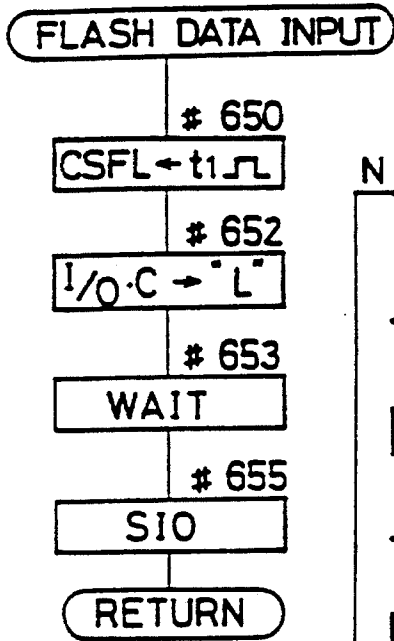 FLASH DATA INPUT
# 650
CSFL ← t1 ⎍
N
# 652
I/O·C → "L"
# 653
WAIT
# 655
SIO
RETURN